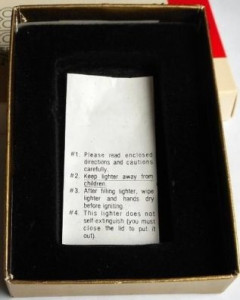 #1. Please read enclosed
directions and cautions
carefully.
#2. Keep lighter away from
children.
#3. After filling lighter, wipe
lighter and hands dry
before igniting.
#4. This lighter does not
self-extinguish (you must
close the lid to put it
out).